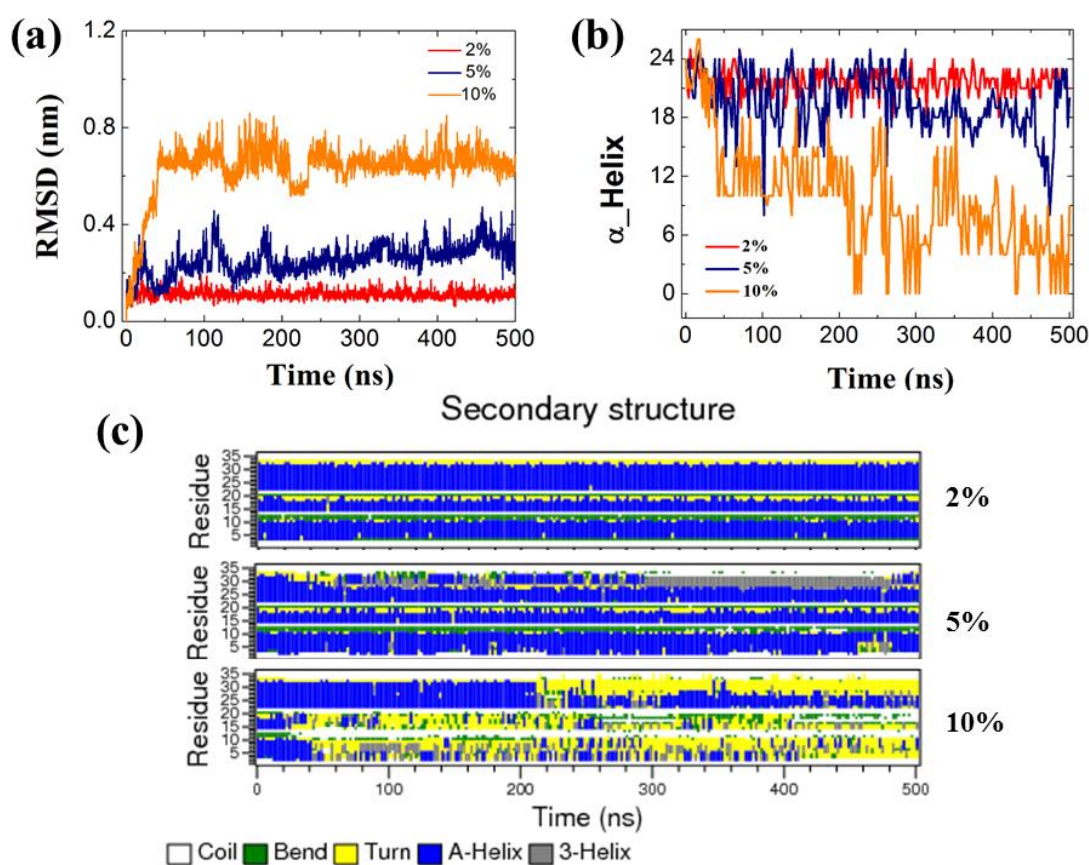 (a)
RMSD (nm)
1.2
0.8
0.4
0.0
2%
5%
10%
0 100 200 300 400 500
Time (ns)
(b)
α_Helix
24
18
12
6
0
2%
5%
10%
0 100 200 300 400 500
Time (ns)
(c)
Secondary structure
Residue
35
30
25
20
15
10
5
2%
Residue
35
30
25
20
15
10
5
5%
Residue
35
30
25
20
15
10
5
10%
0 100 200 300 400 500
Time (ns)
Coil Bend Turn A-Helix 3-Helix